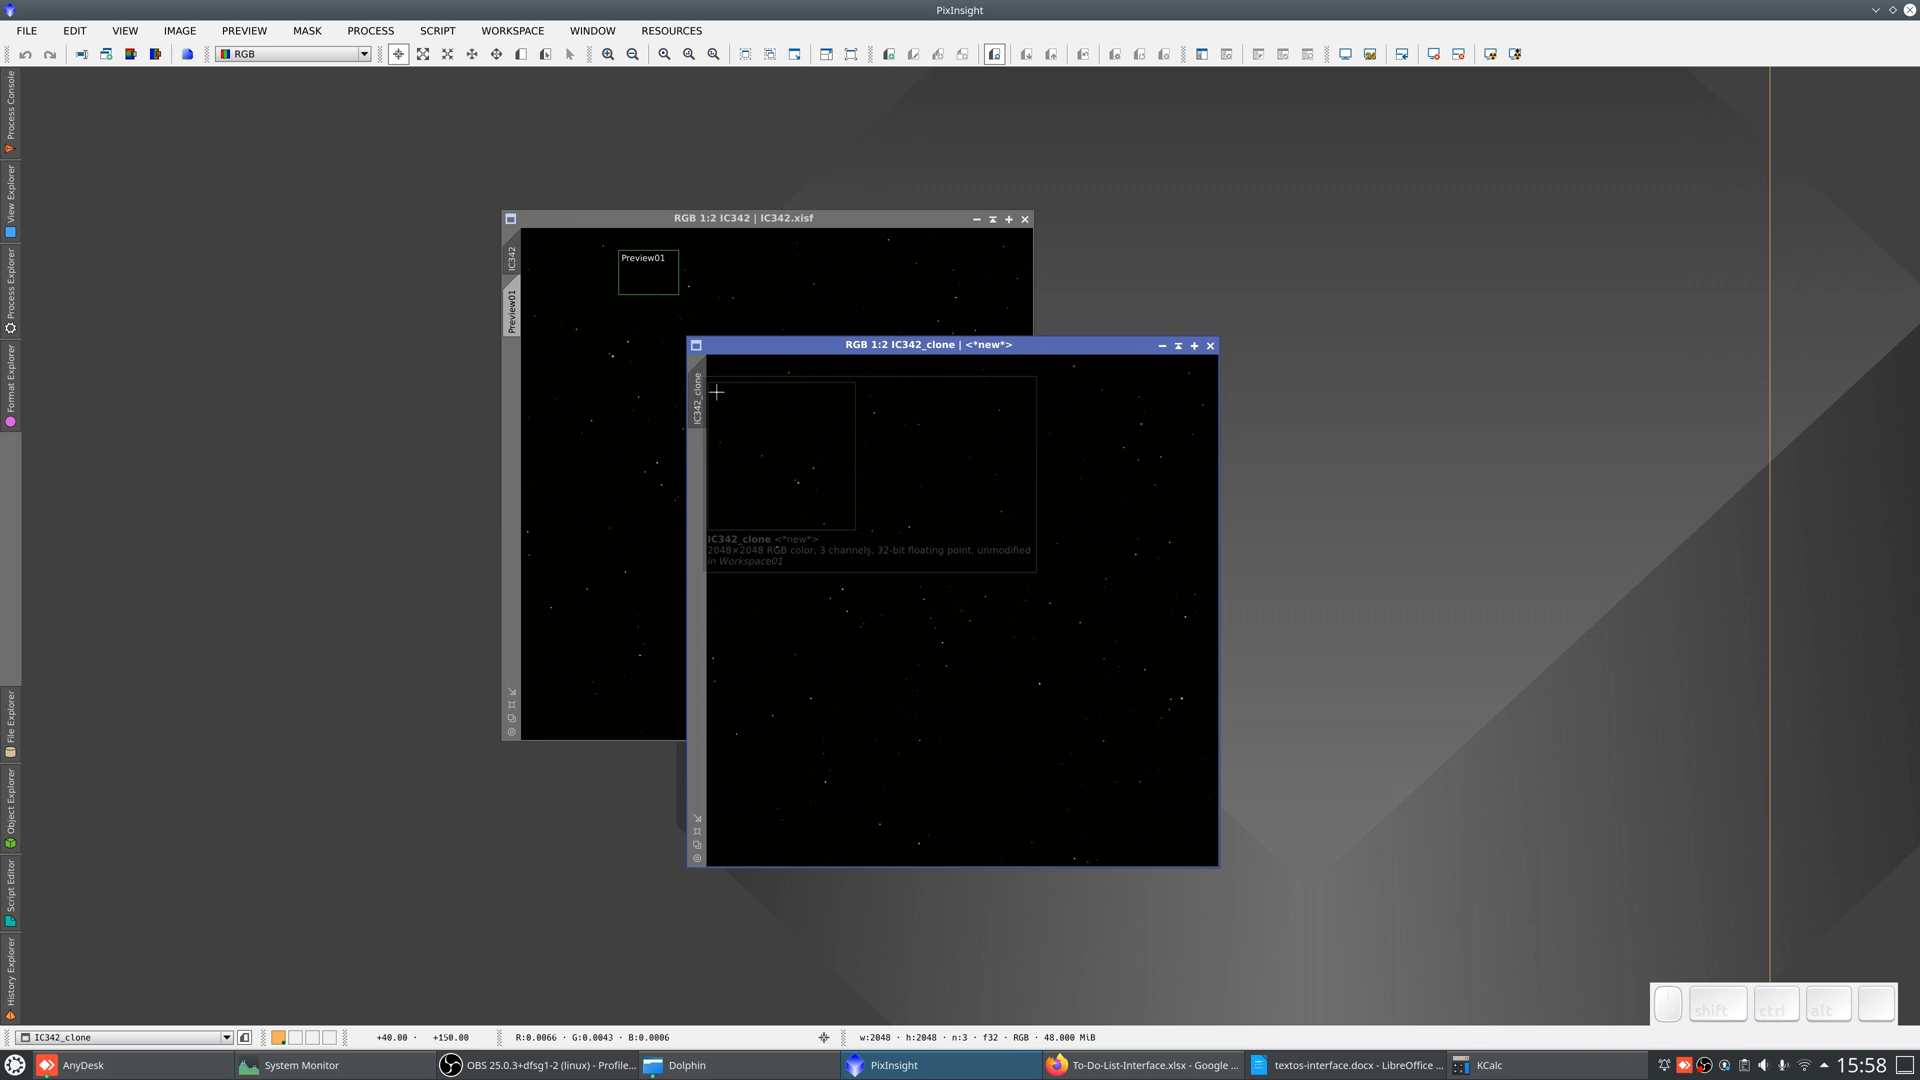 PixInsight
FILE EDIT VIEW IMAGE PREVIEW MASK PROCESS SCRIPT WORKSPACE WINDOW RESOURCES
RGB
Process Console
View Explorer
Process Explorer
Format Explorer
File Explorer
Object Explorer
Script Editor
History Explorer
RGB 1:2 IC342 | IC342.xisf
IC342
Preview01
Preview01
RGB 1:2 IC342_clone | <*new*>
IC342_clone
IC342_clone <*new*>
2048×2048 RGB color, 3 channels, 32-bit floating point, unmodified
in Workspace01
shift ctrl alt
IC342_clone +40.00 · +150.00 R:0.0066 · G:0.0043 · B:0.0006 w:2048 · h:2048 · n:3 · f32 · RGB · 48.000 MiB
AnyDesk System Monitor OBS 25.0.3+dfsg1-2 (linux) - Profile... Dolphin PixInsight To-Do-List-Interface.xlsx - Google ... textos-interface.docx - LibreOffice ... KCalc 15:58